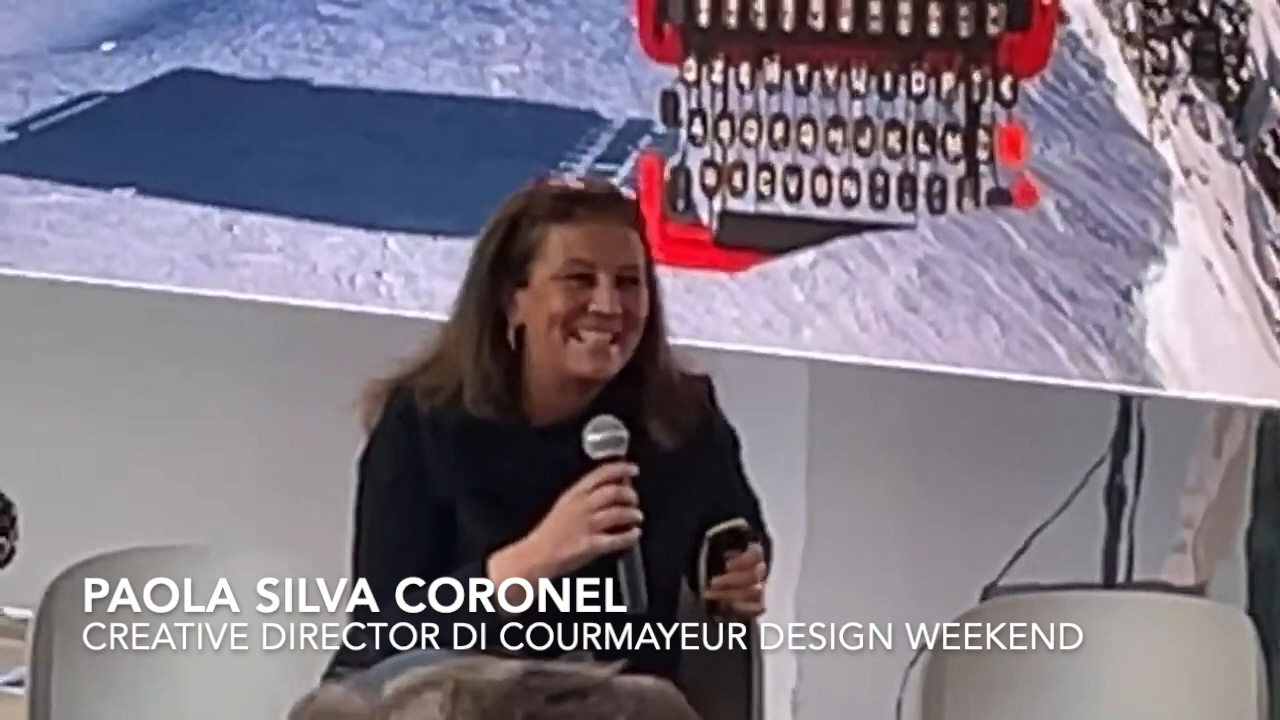 PAOLA SILVA CORONEL
CREATIVE DIRECTOR DI COURMAYEUR DESIGN WEEKEND